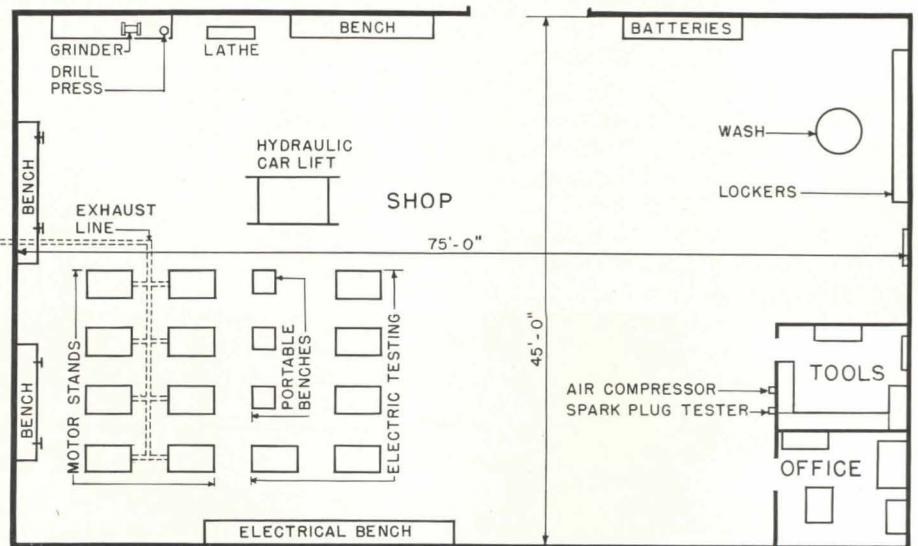 BENCH
BATTERIES
GRINDER
DRILL
PRESS
LATHE
WASH
LOCKERS
BENCH
HYDRAULIC
CAR LIFT
SHOP
EXHAUST
LINE
75'-0"
45'-0"
BENCH
MOTOR STANDS
PORTABLE
BENCHES
ELECTRIC TESTING
TOOLS
AIR COMPRESSOR
SPARK PLUG TESTER
OFFICE
ELECTRICAL BENCH